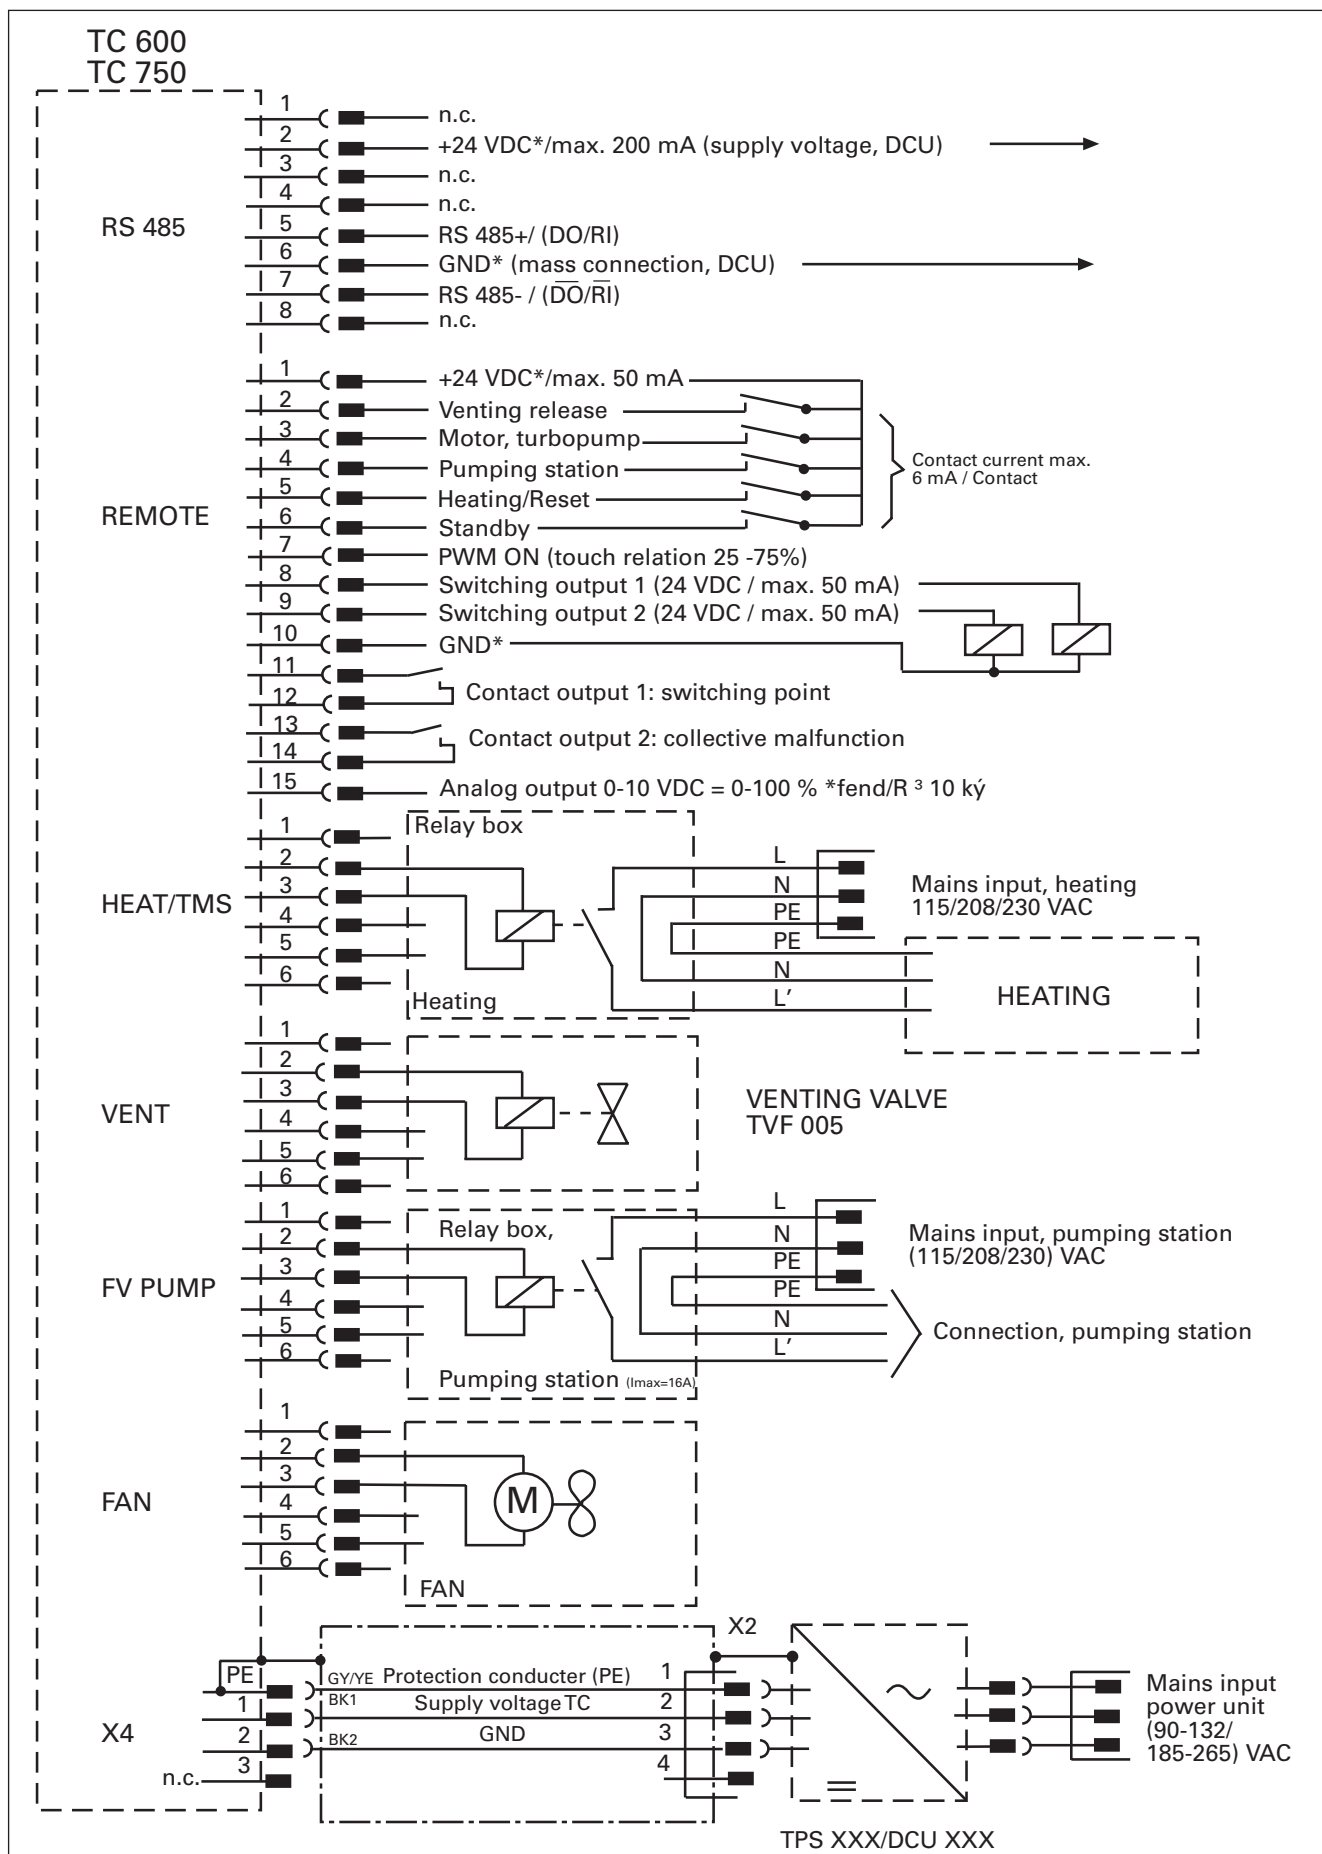 TC 600
TC 750
RS 485
1 n.c.
2 +24 VDC*/max. 200 mA (supply voltage, DCU)
3 n.c.
4 n.c.
5 RS 485+/ (DO/RI)
6 GND* (mass connection, DCU)
7 RS 485- / (D̅O̅/R̅I̅)
8 n.c.
REMOTE
1 +24 VDC*/max. 50 mA
2 Venting release
3 Motor, turbopump
4 Pumping station
5 Heating/Reset
6 Standby
Contact current max.
6 mA / Contact
7 PWM ON (touch relation 25 -75%)
8 Switching output 1 (24 VDC / max. 50 mA)
9 Switching output 2 (24 VDC / max. 50 mA)
10 GND*
11
12
Contact output 1: switching point
13
14
Contact output 2: collective malfunction
15 Analog output 0-10 VDC = 0-100 % *fend/R ³ 10 ký
HEAT/TMS
1
2
3
4
5
6
Relay box
Heating
L
N
PE
PE
N
L′
Mains input, heating
115/208/230 VAC
HEATING
VENT
1
2
3
4
5
6
VENTING VALVE
TVF 005
FV PUMP
1
2
3
4
5
6
Relay box,
Pumping station (Imax=16A)
L
N
PE
PE
N
L′
Mains input, pumping station
(115/208/230) VAC
Connection, pumping station
FAN
1
2
3
4
5
6
M
FAN
X4
PE
1
2
n.c. 3
GY/YE Protection conducter (PE) 1
BK1 Supply voltage TC 2
BK2 GND 3
4
X2
TPS XXX/DCU XXX
Mains input
power unit
(90-132/
185-265) VAC